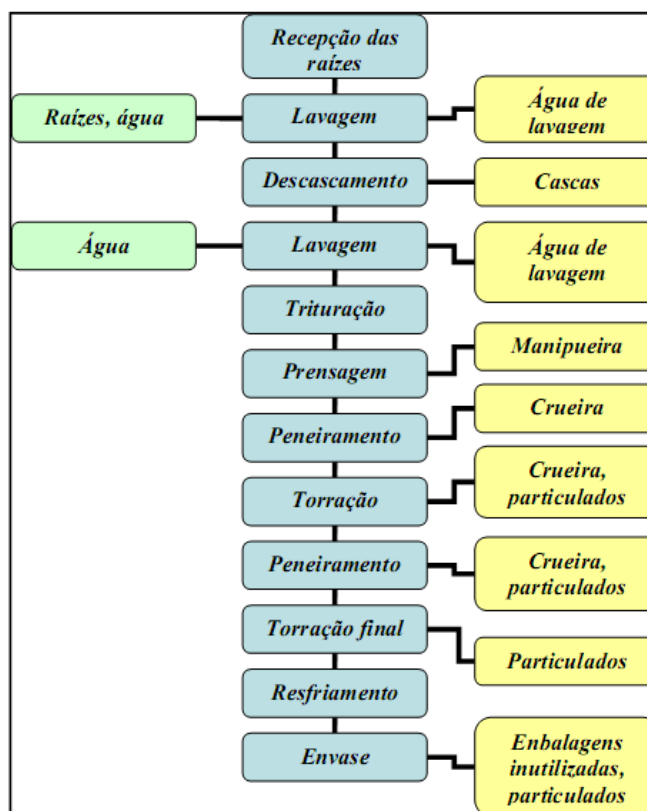 Recepção das
raízes
Raízes, água
Lavagem
Água de
lavagem
Descascamento
Cascas
Água
Lavagem
Água de
lavagem
Trituração
Prensagem
Manipueira
Peneiramento
Crueira
Torração
Crueira,
particulados
Peneiramento
Crueira,
particulados
Torração final
Particulados
Resfriamento
Envase
Enbalagens
inutilizadas,
particulados